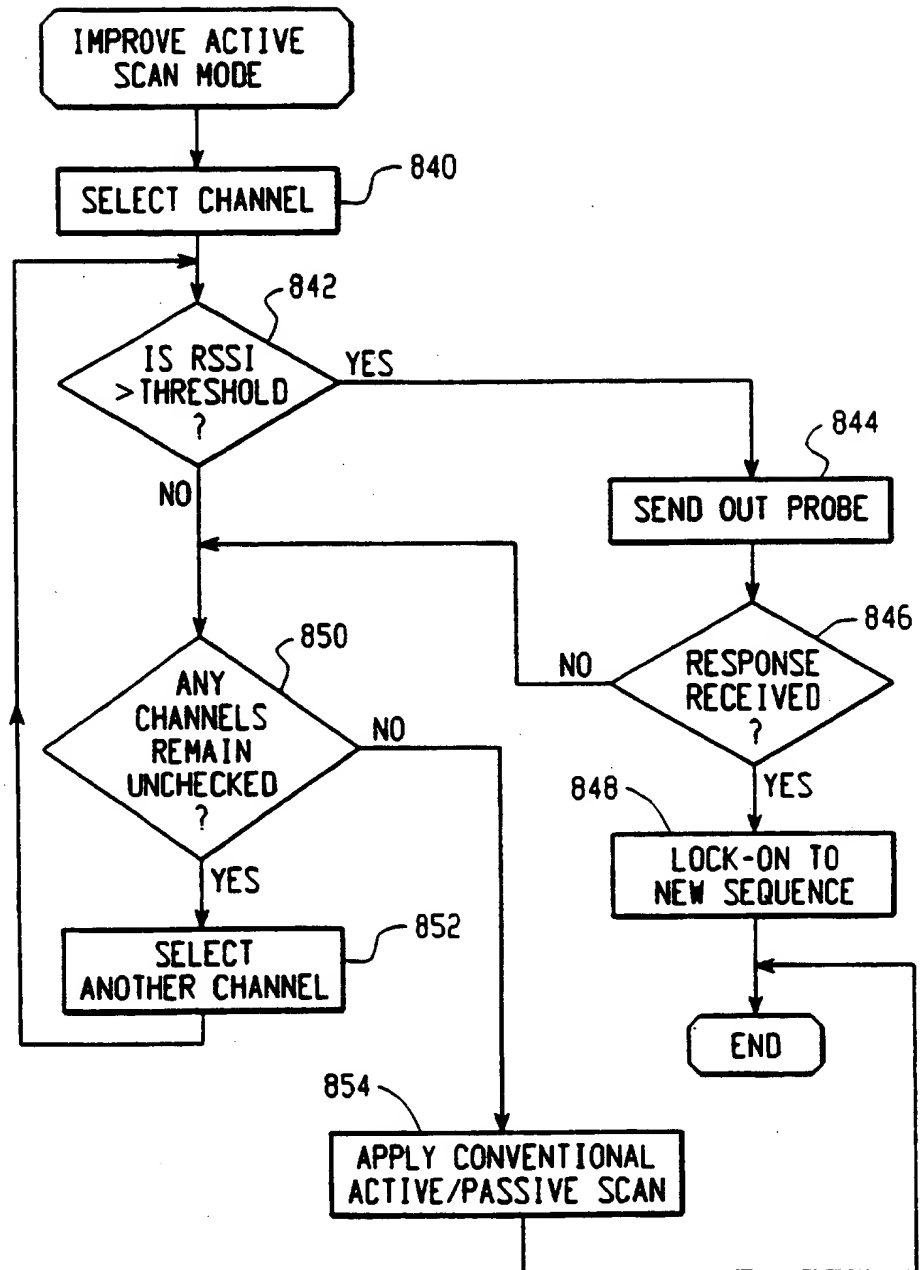 IMPROVE ACTIVE
SCAN MODE
840
SELECT CHANNEL
842
IS RSSI
>THRESHOLD
?
YES
NO
844
SEND OUT PROBE
846
RESPONSE
RECEIVED
?
NO
YES
848
LOCK-ON TO
NEW SEQUENCE
END
850
ANY
CHANNELS
REMAIN
UNCHECKED
?
NO
YES
852
SELECT
ANOTHER CHANNEL
854
APPLY CONVENTIONAL
ACTIVE/PASSIVE SCAN